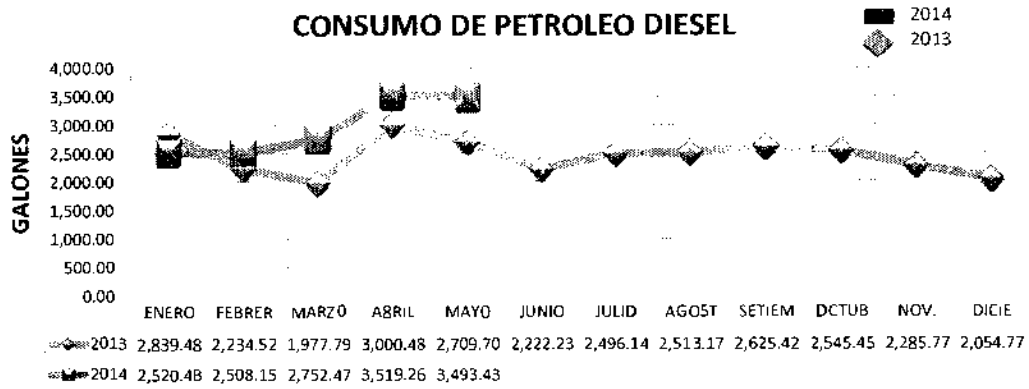 CONSUMO DE PETROLEO DIESEL
2014
2013
GALONES
4,000.00
3,500.00
3,000.00
2,500.00
2,000.00
1,500.00
1,000.00
500.00
0.00
ENERO FEBRER MARZO ABRIL MAYO JUNIO JULIO AGOST SETIEM OCTUB NOV. DICIE
2013 2,839.48 2,234.52 1,977.79 3,000.48 2,709.70 2,222.23 2,496.14 2,513.17 2,625.42 2,545.45 2,285.77 2,054.77
2014 2,520.48 2,508.15 2,752.47 3,519.26 3,493.43